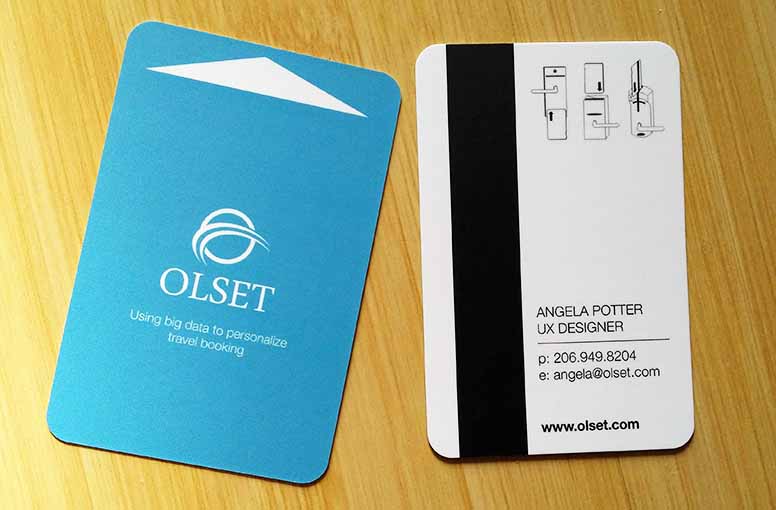 OLSET
Using big data to personalize
travel booking
ANGELA POTTER
UX DESIGNER
p: 206.949.8204
e: angela@olset.com
www.olset.com